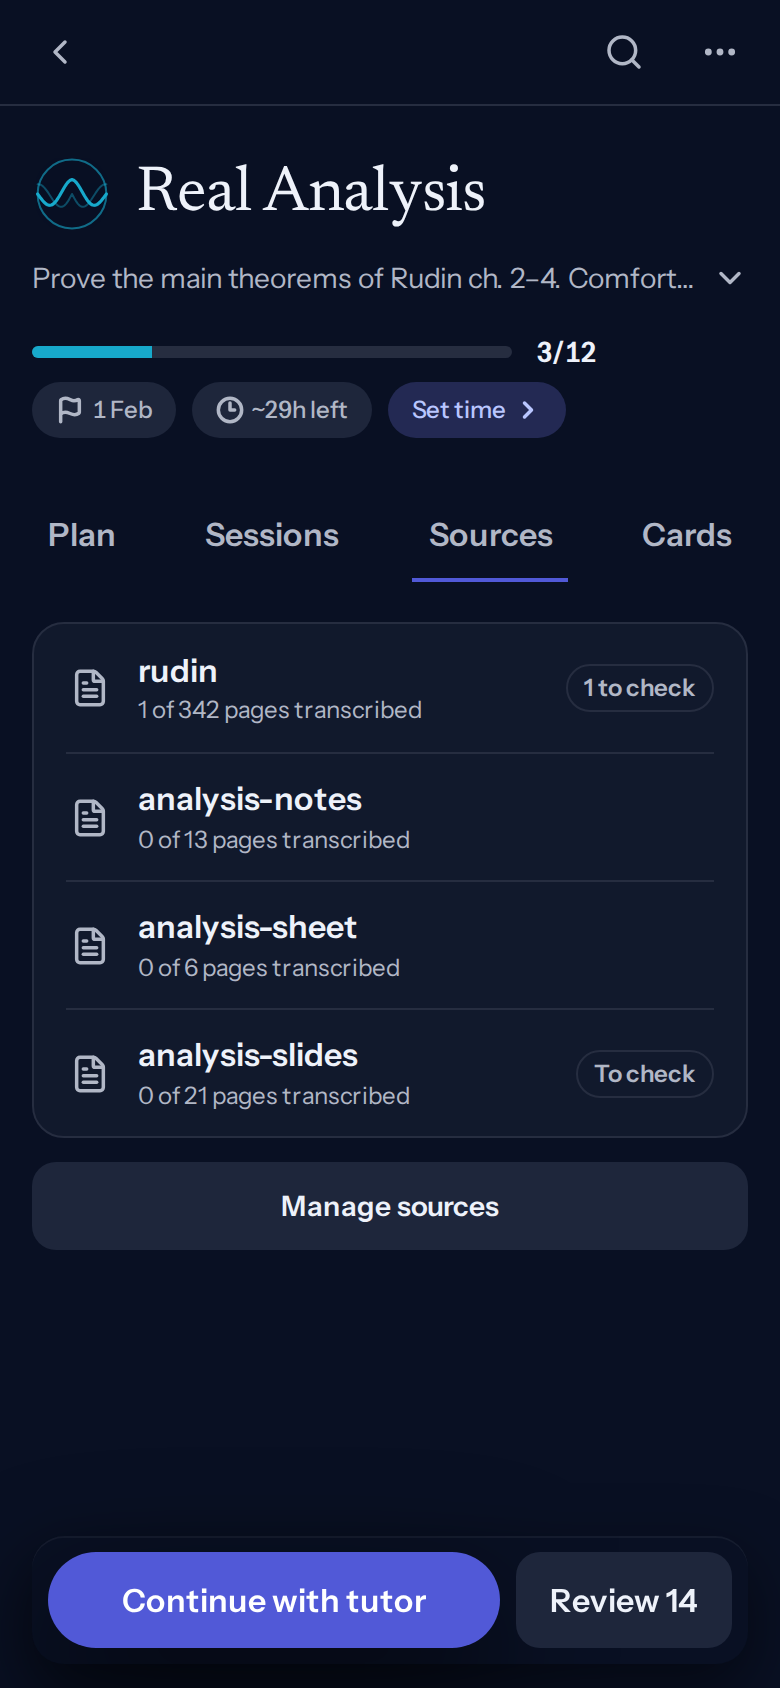 Real Analysis
Prove the main theorems of Rudin ch. 2–4. Comfort...
3/12
1 Feb
~29h left
Set time
Plan
Sessions
Sources
Cards
rudin
1 of 342 pages transcribed
1 to check
analysis-notes
0 of 13 pages transcribed
analysis-sheet
0 of 6 pages transcribed
analysis-slides
0 of 21 pages transcribed
To check
Manage sources
Continue with tutor
Review 14